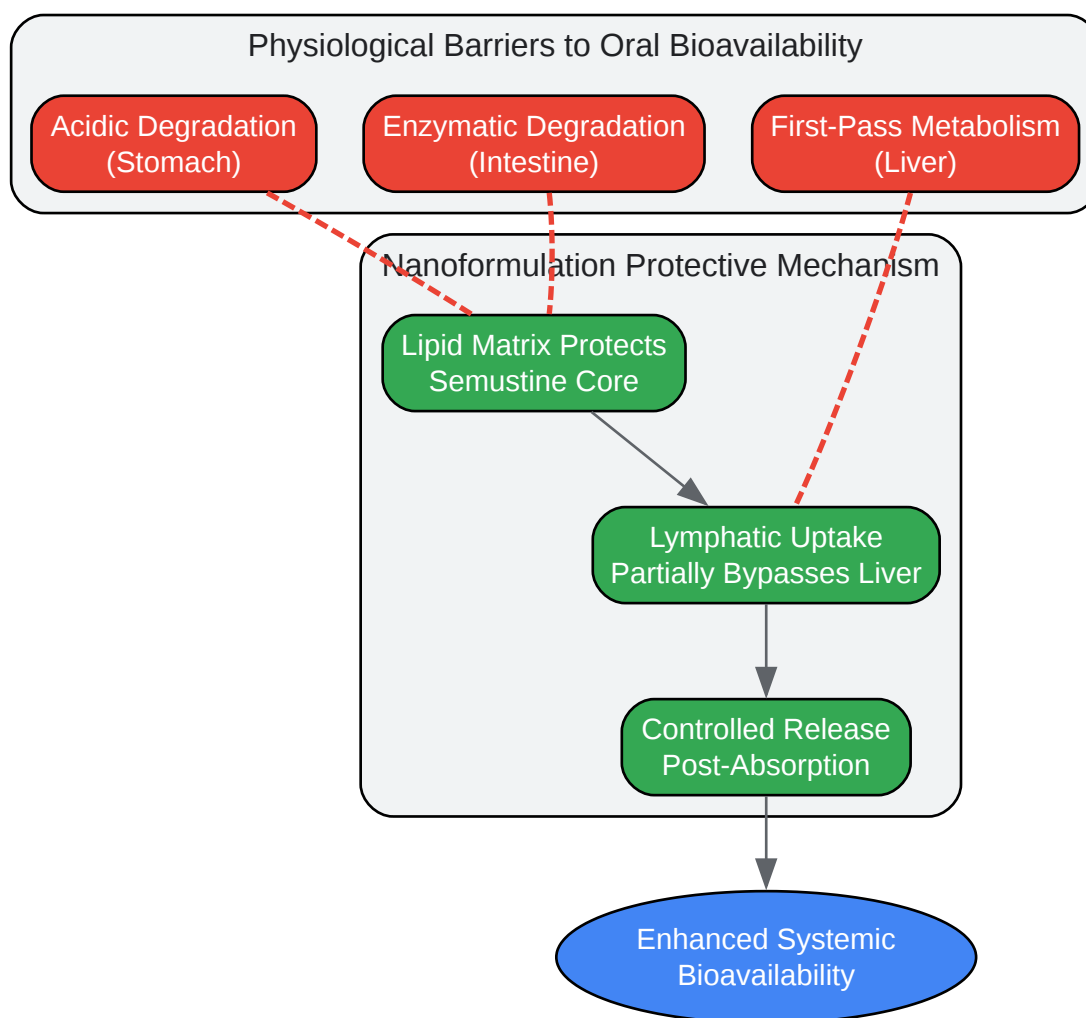 Physiological Barriers to Oral Bioavailability
Acidic Degradation
(Stomach)
Enzymatic Degradation
(Intestine)
First-Pass Metabolism
(Liver)
Nanoformulation Protective Mechanism
Lipid Matrix Protects
Semustine Core
Lymphatic Uptake
Partially Bypasses Liver
Controlled Release
Post-Absorption
Enhanced Systemic
Bioavailability